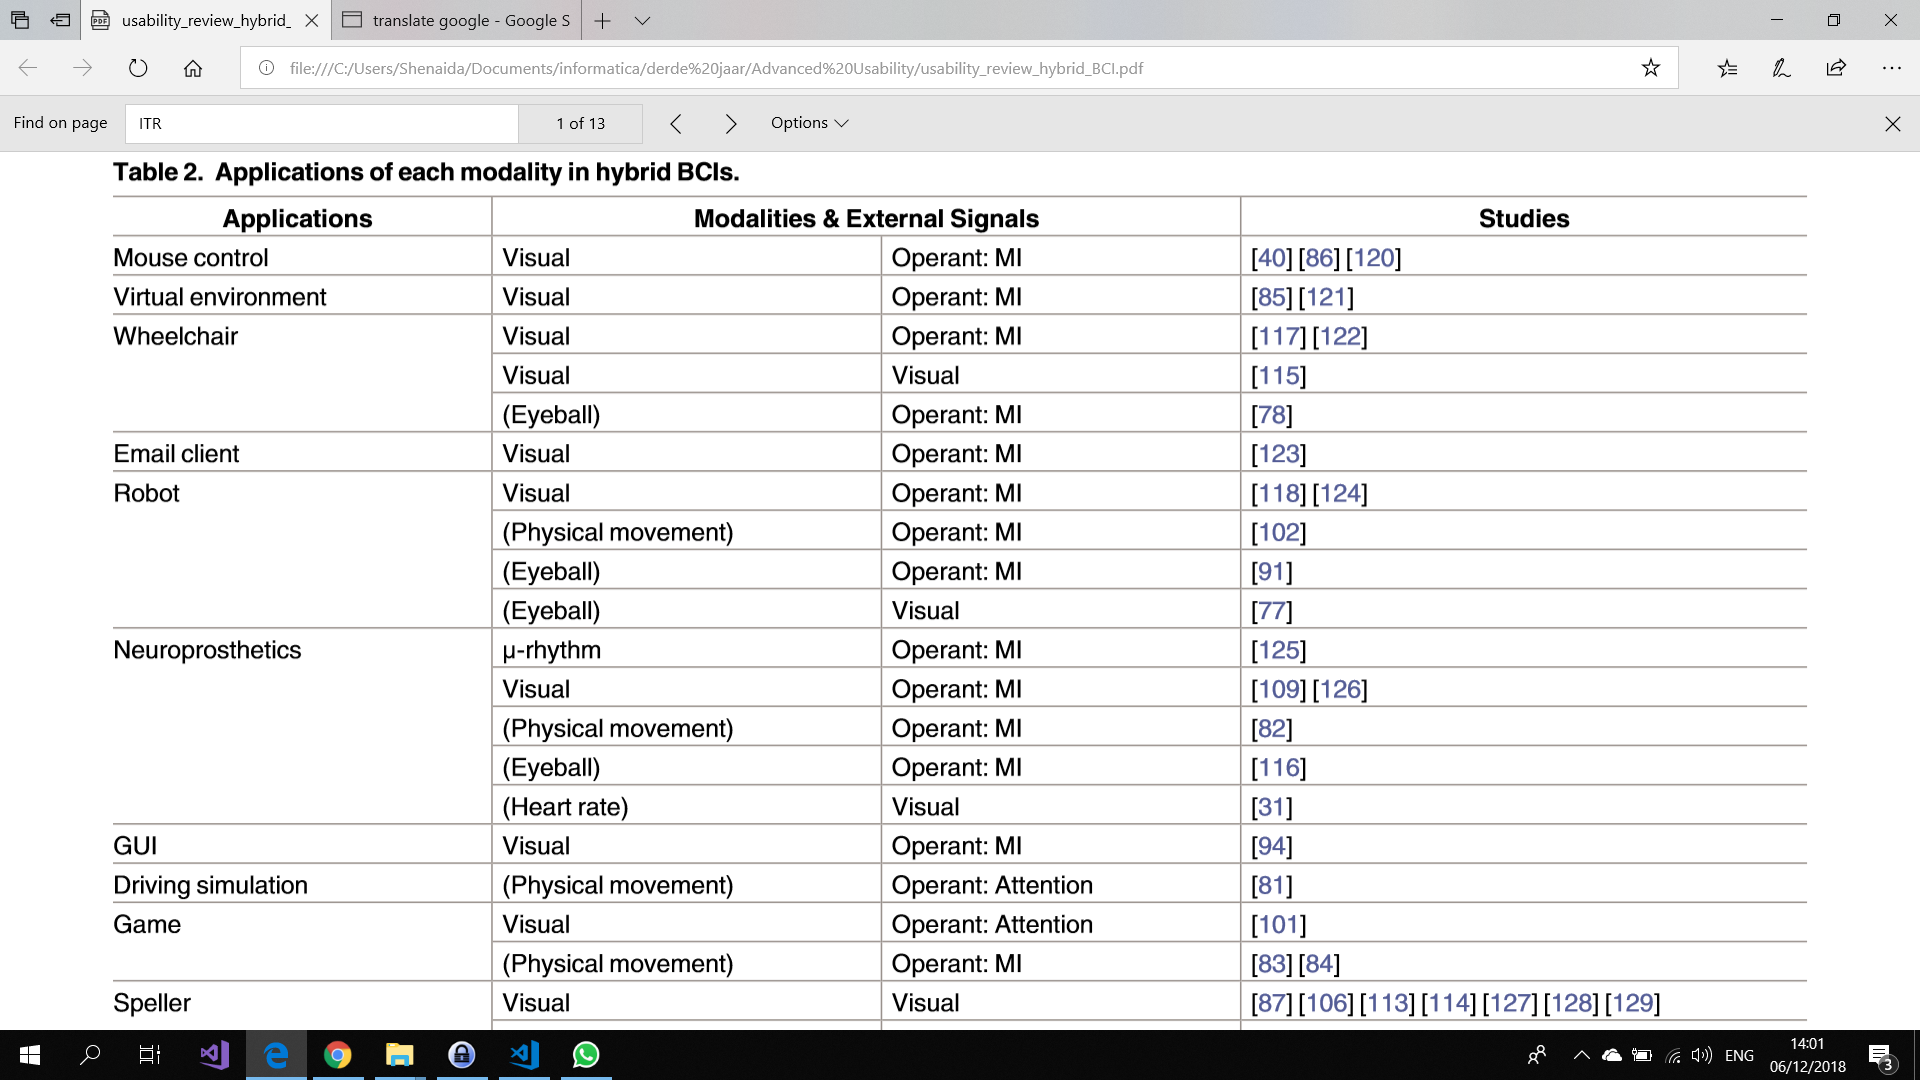 usability_review_hybrid_
translate google - Google S
file:///C:/Users/Shenaida/Documents/informatica/derde%20jaar/Advanced%20Usability/usability_review_hybrid_BCI.pdf
Find on page ITR 1 of 13 Options
Table 2. Applications of each modality in hybrid BCIs.
Applications Modalities & External Signals Studies
Mouse control Visual Operant: MI [40] [86] [120]
Virtual environment Visual Operant: MI [85] [121]
Wheelchair Visual Operant: MI [117] [122]
Visual Visual [115]
(Eyeball) Operant: MI [78]
Email client Visual Operant: MI [123]
Robot Visual Operant: MI [118] [124]
(Physical movement) Operant: MI [102]
(Eyeball) Operant: MI [91]
(Eyeball) Visual [77]
Neuroprosthetics μ-rhythm Operant: MI [125]
Visual Operant: MI [109] [126]
(Physical movement) Operant: MI [82]
(Eyeball) Operant: MI [116]
(Heart rate) Visual [31]
GUI Visual Operant: MI [94]
Driving simulation (Physical movement) Operant: Attention [81]
Game Visual Operant: Attention [101]
(Physical movement) Operant: MI [83] [84]
Speller Visual Visual [87] [106] [113] [114] [127] [128] [129]
ENG
14:01
06/12/2018
3